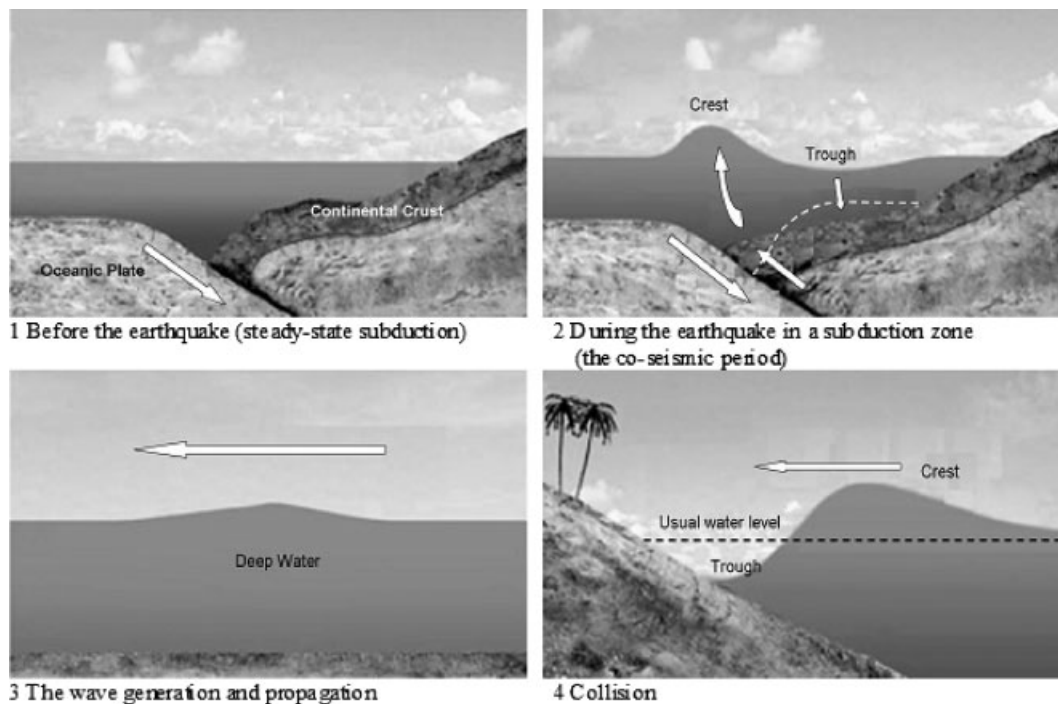 Continental Crust
Oceanic Plate
1 Before the earthquake (steady-state subduction)
Crest
Trough
2 During the earthquake in a subduction zone
(the co-seismic period)
Deep Water
3 The wave generation and propagation
Crest
Usual water level
Trough
4 Collision